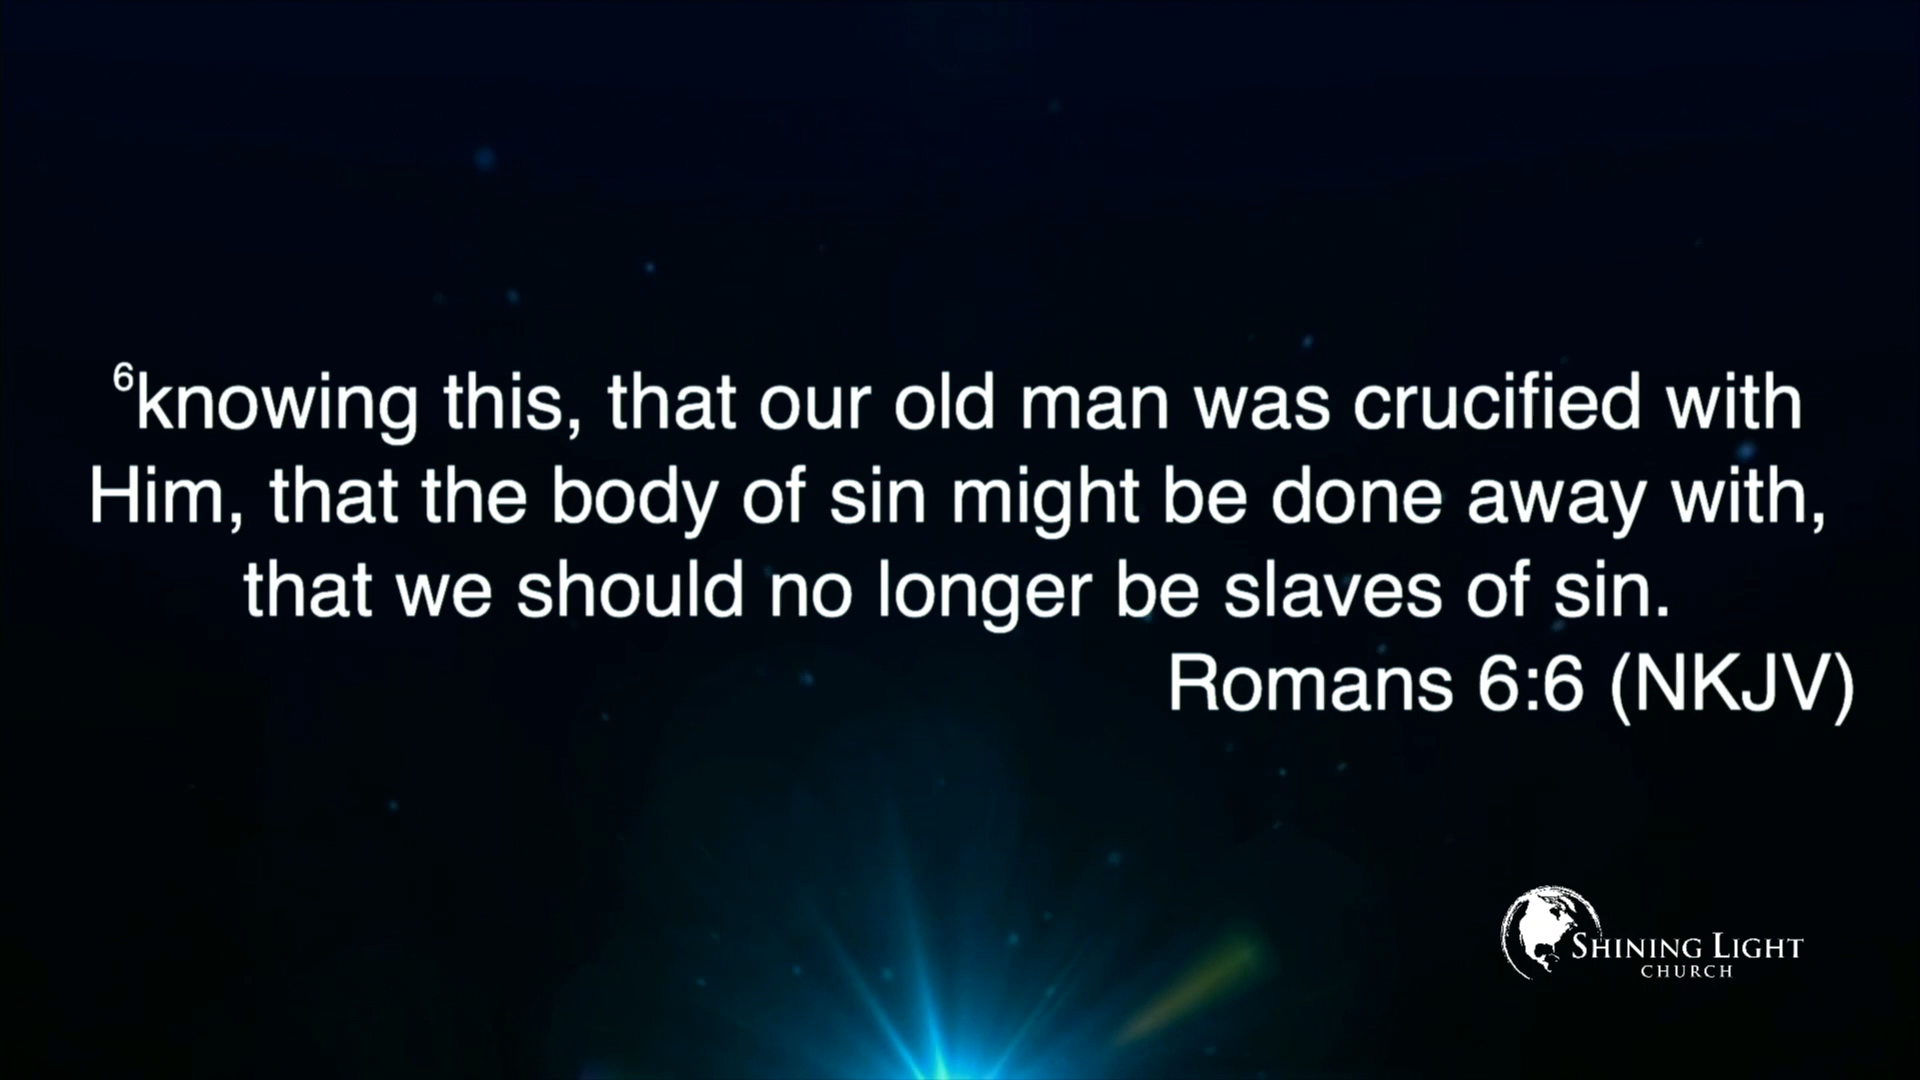 ⁶knowing this, that our old man was crucified with
Him, that the body of sin might be done away with,
that we should no longer be slaves of sin.
Romans 6:6 (NKJV)
SHINING LIGHT
CHURCH